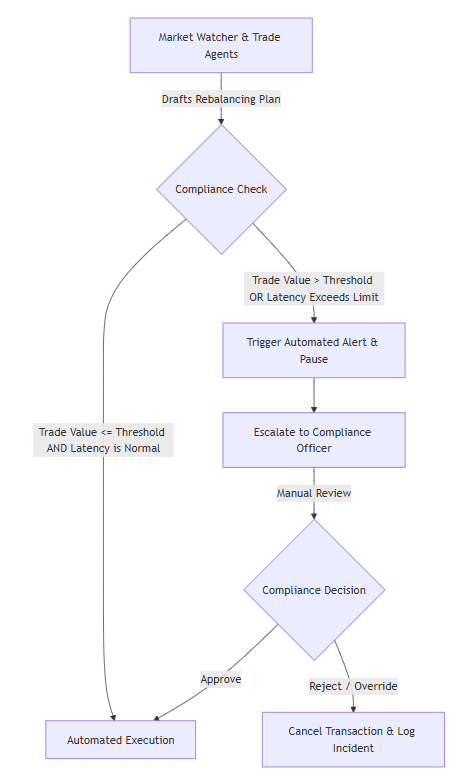 Market Watcher & Trade
Agents
Drafts Rebalancing Plan
Compliance Check
Trade Value > Threshold
OR Latency Exceeds Limit
Trigger Automated Alert &
Pause
Escalate to Compliance
Officer
Trade Value <= Threshold
AND Latency is Normal
Manual Review
Compliance Decision
Approve
Reject / Override
Automated Execution
Cancel Transaction & Log
Incident